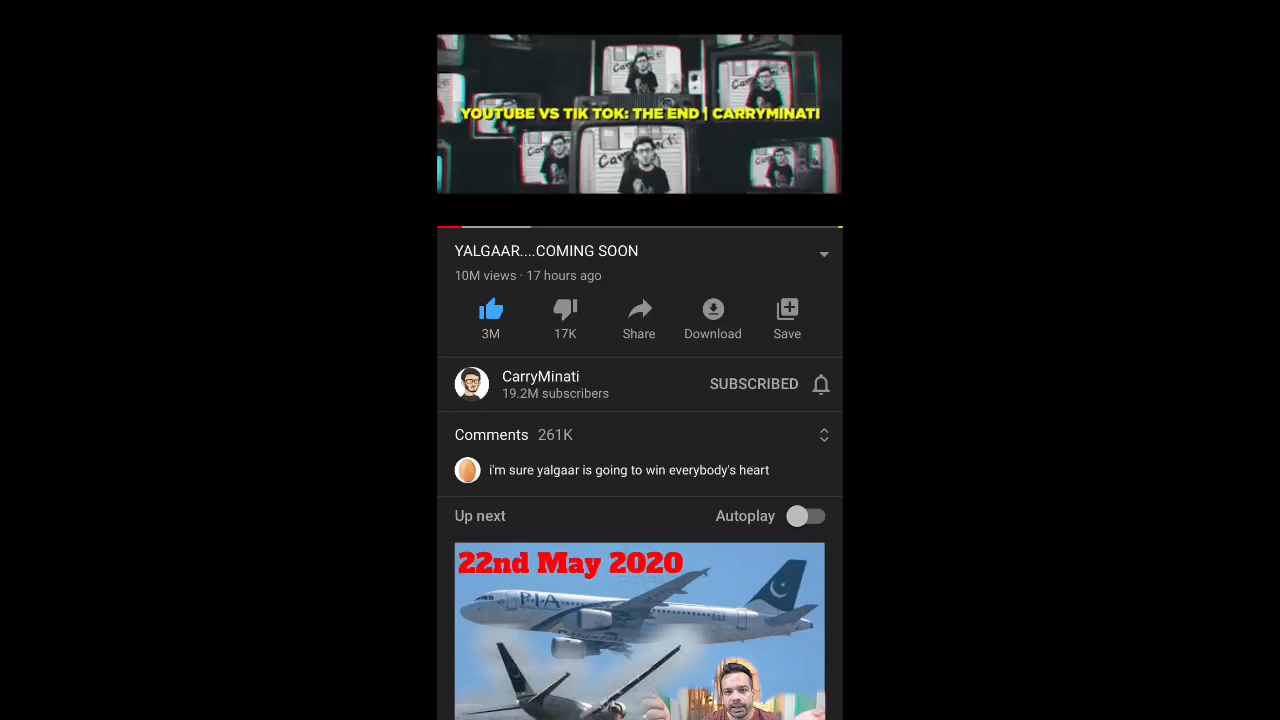 YOUTUBE VS TIK TOK: THE END | CARRYMINATI
YALGAAR....COMING SOON
10M views · 17 hours ago
3M
17K
Share
Download
Save
CarryMinati
19.2M subscribers
SUBSCRIBED
Comments 261K
i'm sure yalgaar is going to win everybody's heart
Up next
Autoplay
22nd May 2020
PIA